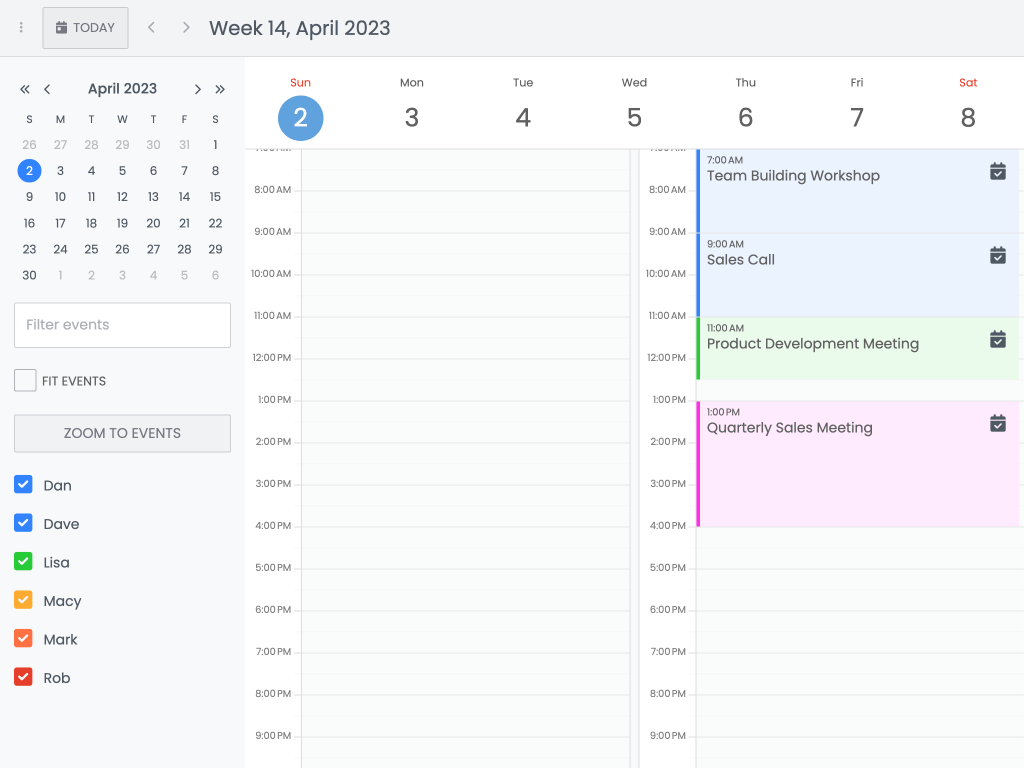 TODAY
Week 14, April 2023
April 2023
S M T W T F S
26 27 28 29 30 31 1
2 3 4 5 6 7 8
9 10 11 12 13 14 15
16 17 18 19 20 21 22
23 24 25 26 27 28 29
30 1 2 3 4 5 6
Filter events
FIT EVENTS
ZOOM TO EVENTS
Dan
Dave
Lisa
Macy
Mark
Rob
Sun Mon Tue Wed Thu Fri Sat
2 3 4 5 6 7 8
8:00 AM
9:00 AM
10:00 AM
11:00 AM
12:00 PM
1:00 PM
2:00 PM
3:00 PM
4:00 PM
5:00 PM
6:00 PM
7:00 PM
8:00 PM
9:00 PM
8:00 AM
9:00 AM
10:00 AM
11:00 AM
12:00 PM
1:00 PM
2:00 PM
3:00 PM
4:00 PM
5:00 PM
6:00 PM
7:00 PM
8:00 PM
9:00 PM
7:00 AM
Team Building Workshop
9:00 AM
Sales Call
11:00 AM
Product Development Meeting
1:00 PM
Quarterly Sales Meeting